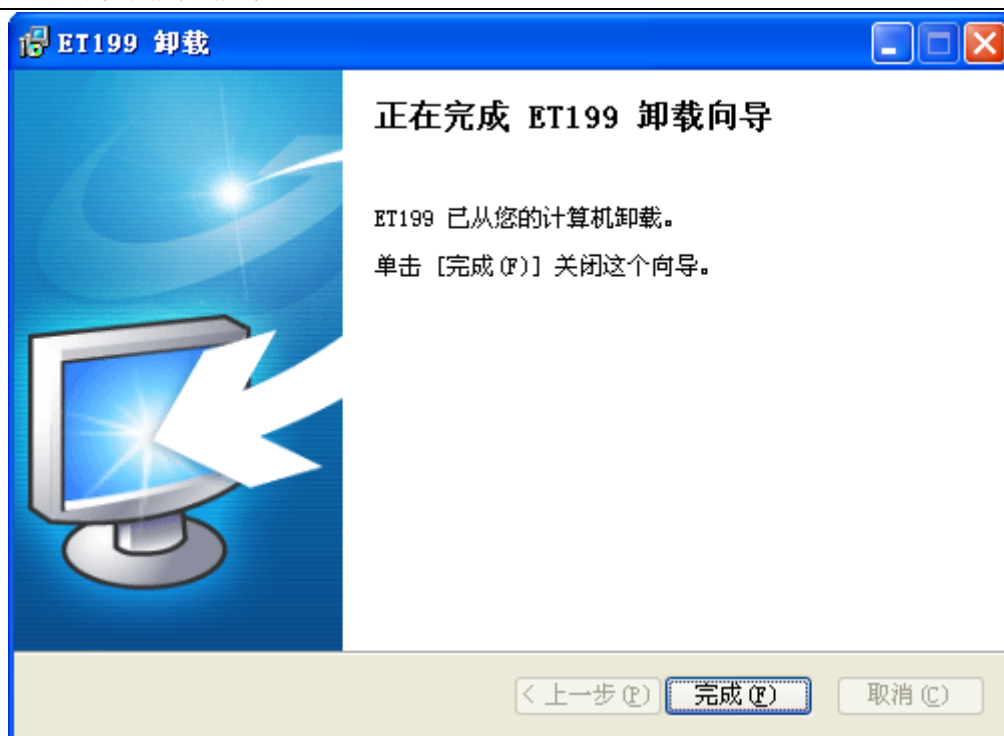 ET199 卸载
正在完成 ET199 卸载向导
ET199 已从您的计算机卸载。
单击 [完成(F)] 关闭这个向导。
< 上一步(P) 完成(F) 取消(C)